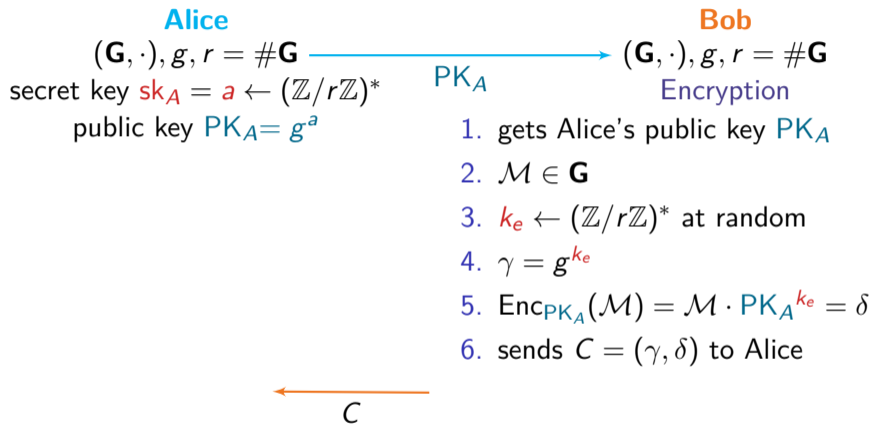 Alice
(G, ·), g, r = #G
secret key sk_A = a ← (ℤ/rℤ)*
public key PK_A= g^a
PK_A
Bob
(G, ·), g, r = #G
Encryption
1. gets Alice's public key PK_A
2. ℳ ∈ G
3. k_e ← (ℤ/rℤ)* at random
4. γ = g^{k_e}
5. Enc_{PK_A}(ℳ) = ℳ · PK_A^{k_e} = δ
6. sends C = (γ, δ) to Alice
C